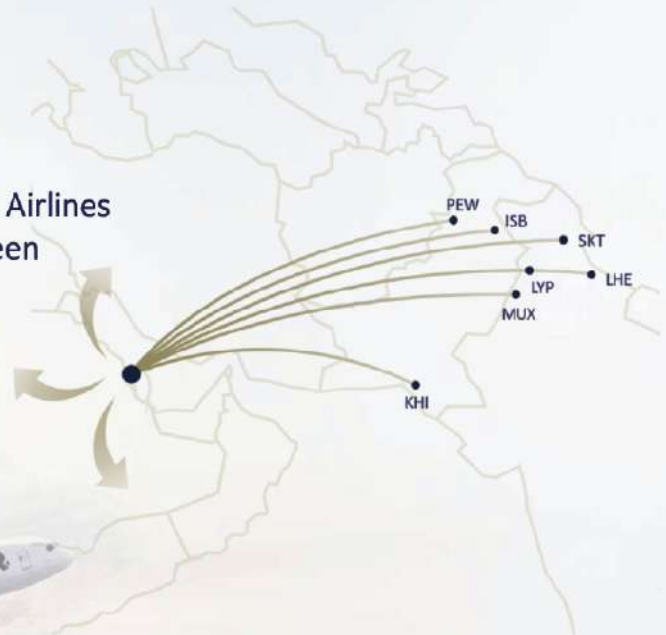 Airlines
een
PEW
ISB
SKT
LYP
LHE
MUX
KHI